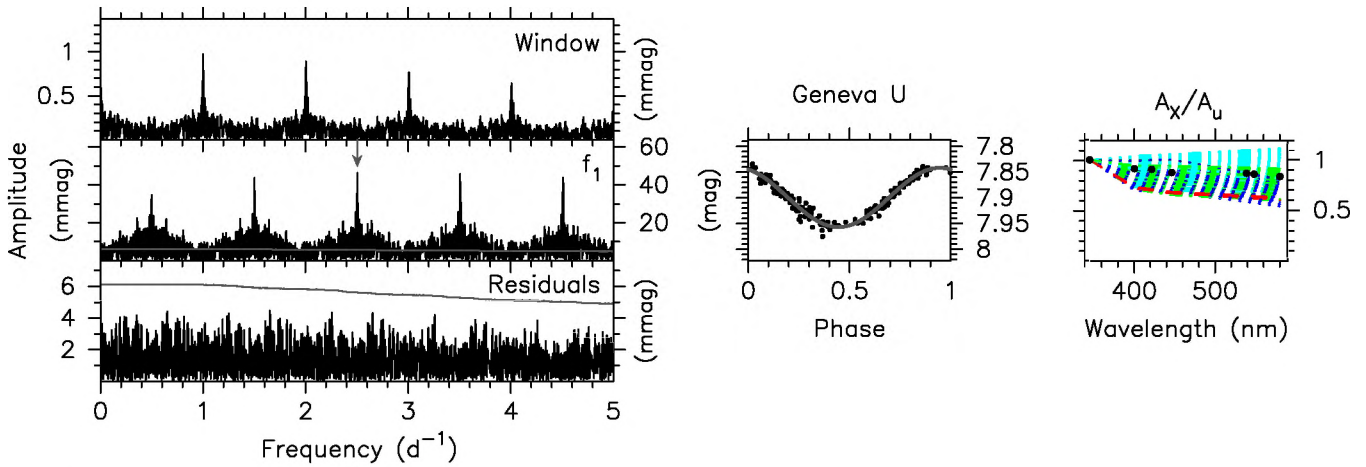 Window
1
0.5
(mmag)
f₁
60
40
20
Amplitude
(mmag)
Residuals
6
4
2
(mmag)
0 1 2 3 4 5
Frequency (d⁻¹)
Geneva U
7.8
7.85
7.9
7.95
8
(mag)
0 0.5 1
Phase
Aₓ/Aᵤ
1
0.5
400 500
Wavelength (nm)